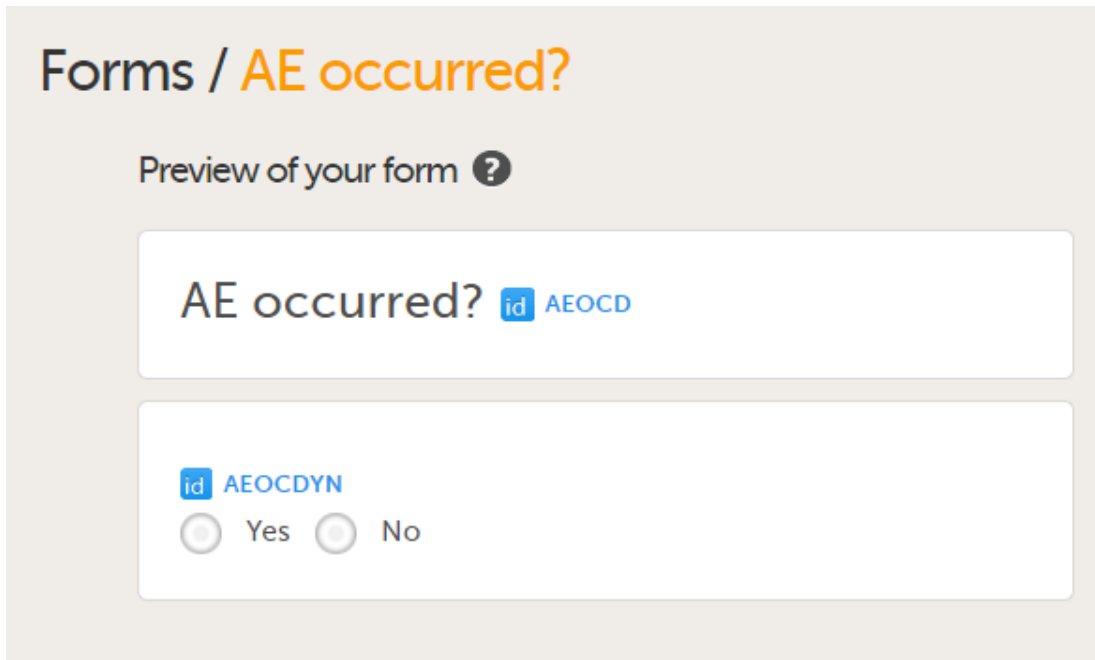 Forms / AE occurred?
Preview of your form ?
AE occurred? id AEOCD
id AEOCDYN
Yes No